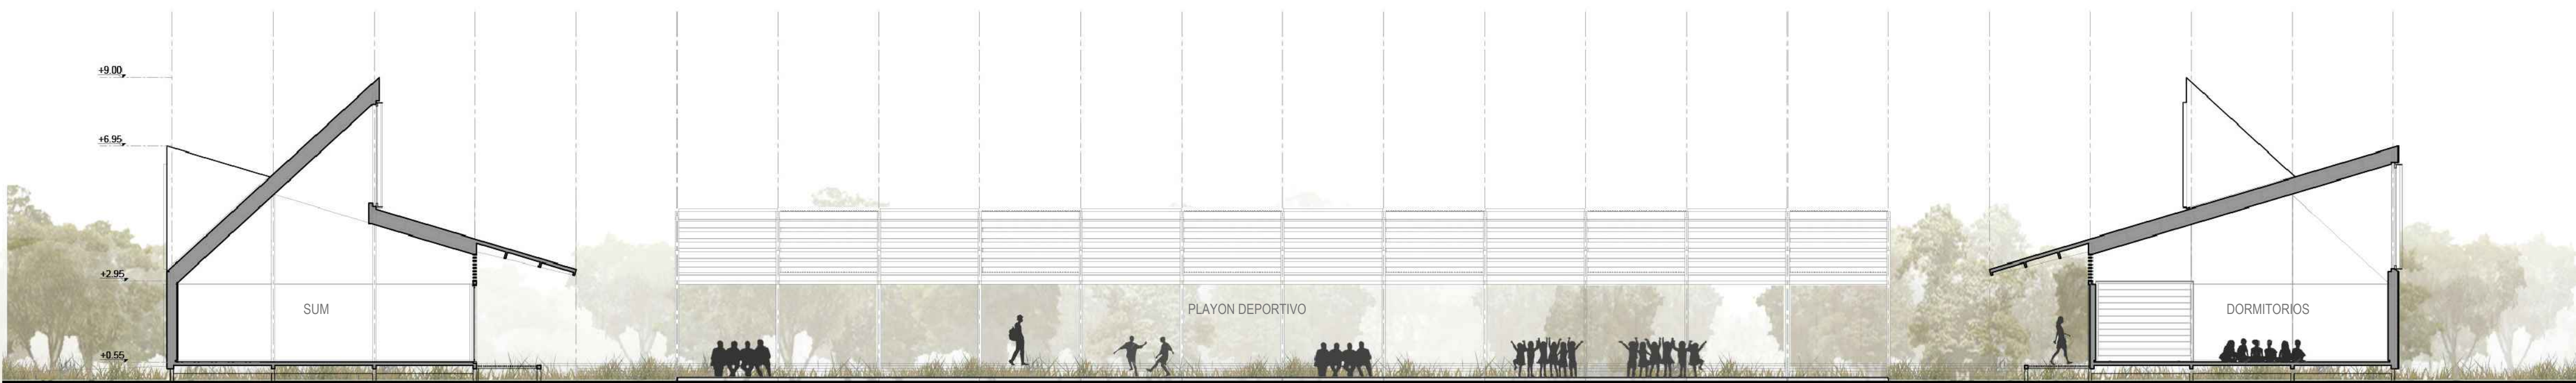 +9.00
+6.95
+2.95
+0.55
SUM
PLAYON DEPORTIVO
DORMITORIOS